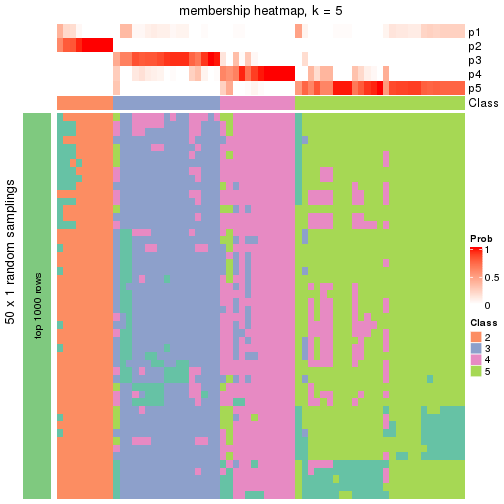 membership heatmap, k = 5
p1
p2
p3
p4
p5
Class
50 x 1 random samplings
top 1000 rows
Prob
1
0.5
0
Class
2
3
4
5